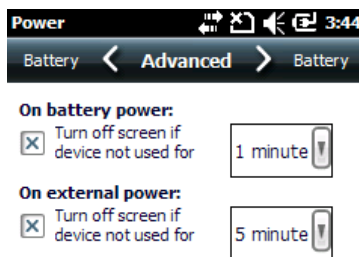 Power 3:44
Battery Advanced Battery
On battery power:
Turn off screen if
device not used for
1 minute
On external power:
Turn off screen if
device not used for
5 minute